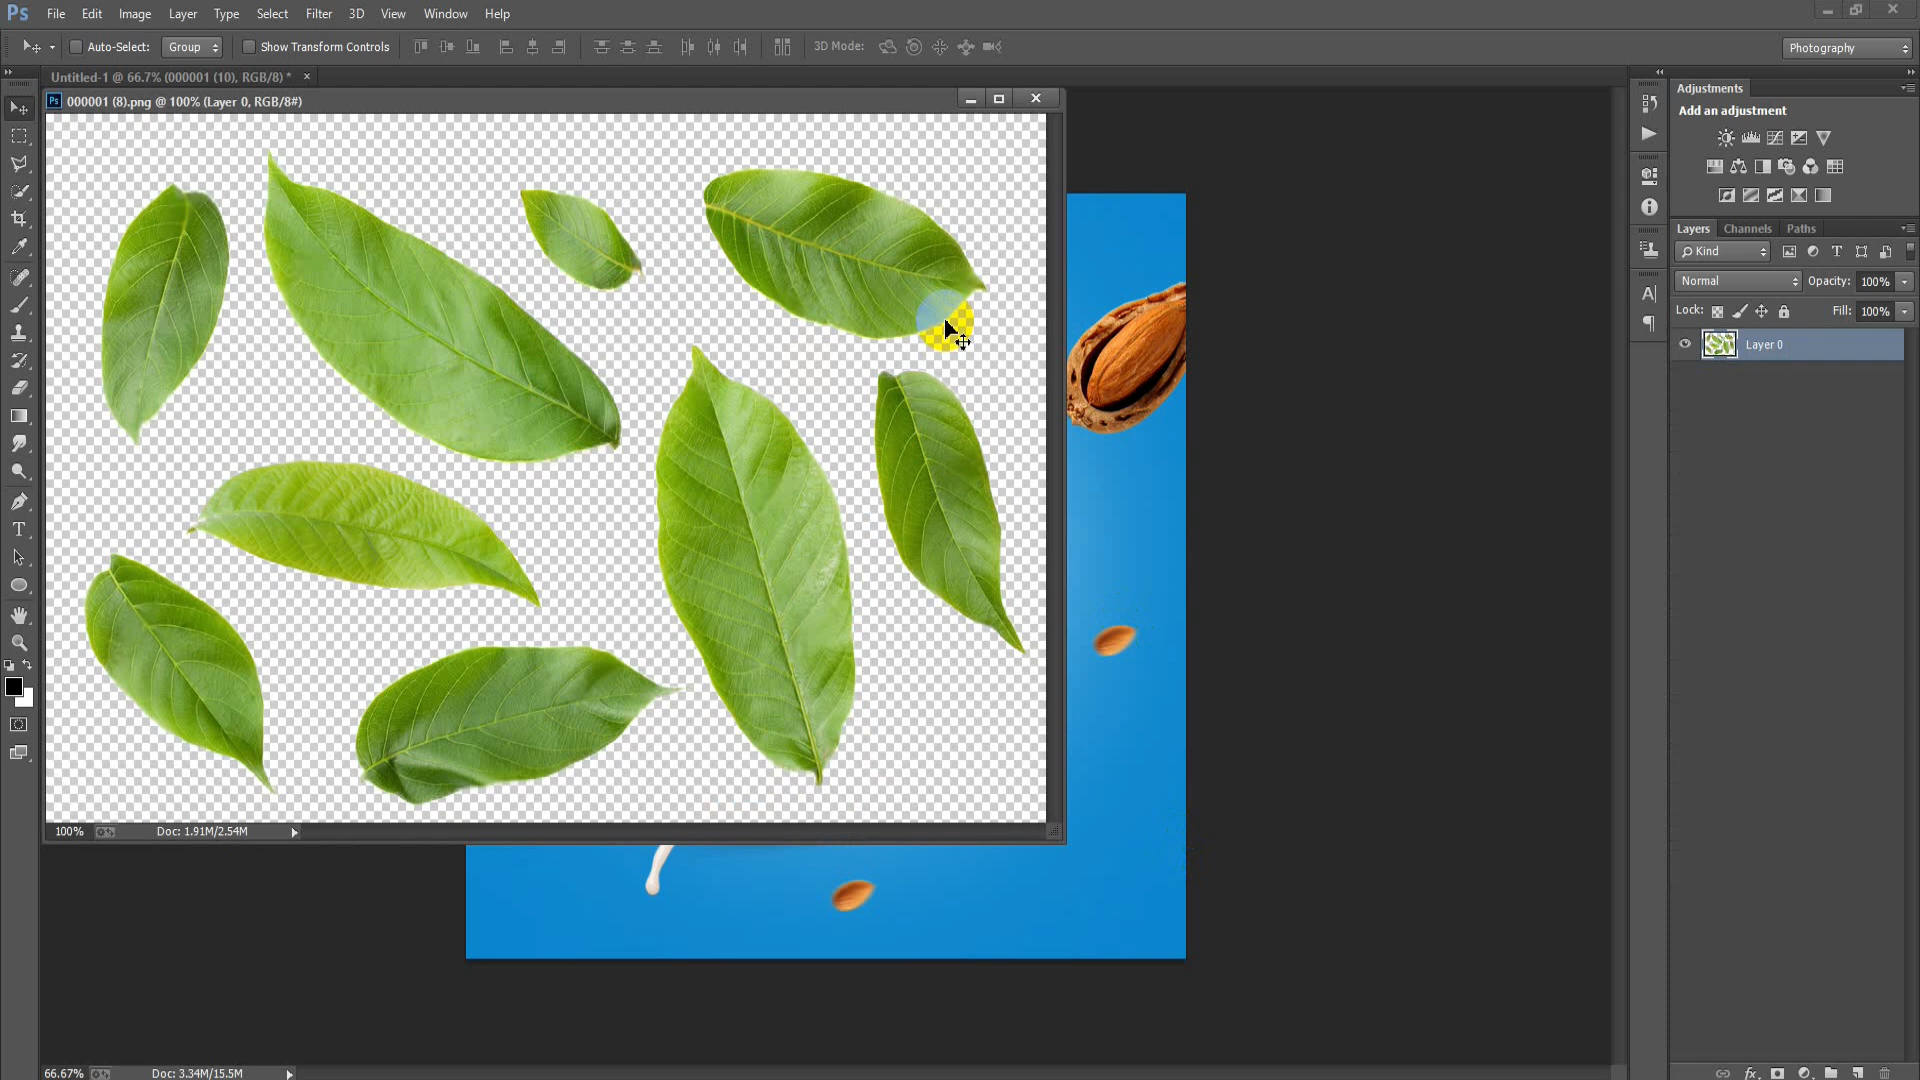 Ps File Edit Image Layer Type Select Filter 3D View Window Help
Auto-Select: Group Show Transform Controls 3D Mode: Photography
Untitled-1 @ 66.7% (000001 (10), RGB/8) * ×
Ps 000001 (8).png @ 100% (Layer 0, RGB/8#)
Adjustments
Add an adjustment
Layers Channels Paths
Kind
Normal Opacity: 100%
Lock: Fill: 100%
Layer 0
100% Doc: 1.91M/2.54M
66.67% Doc: 3.34M/15.5M